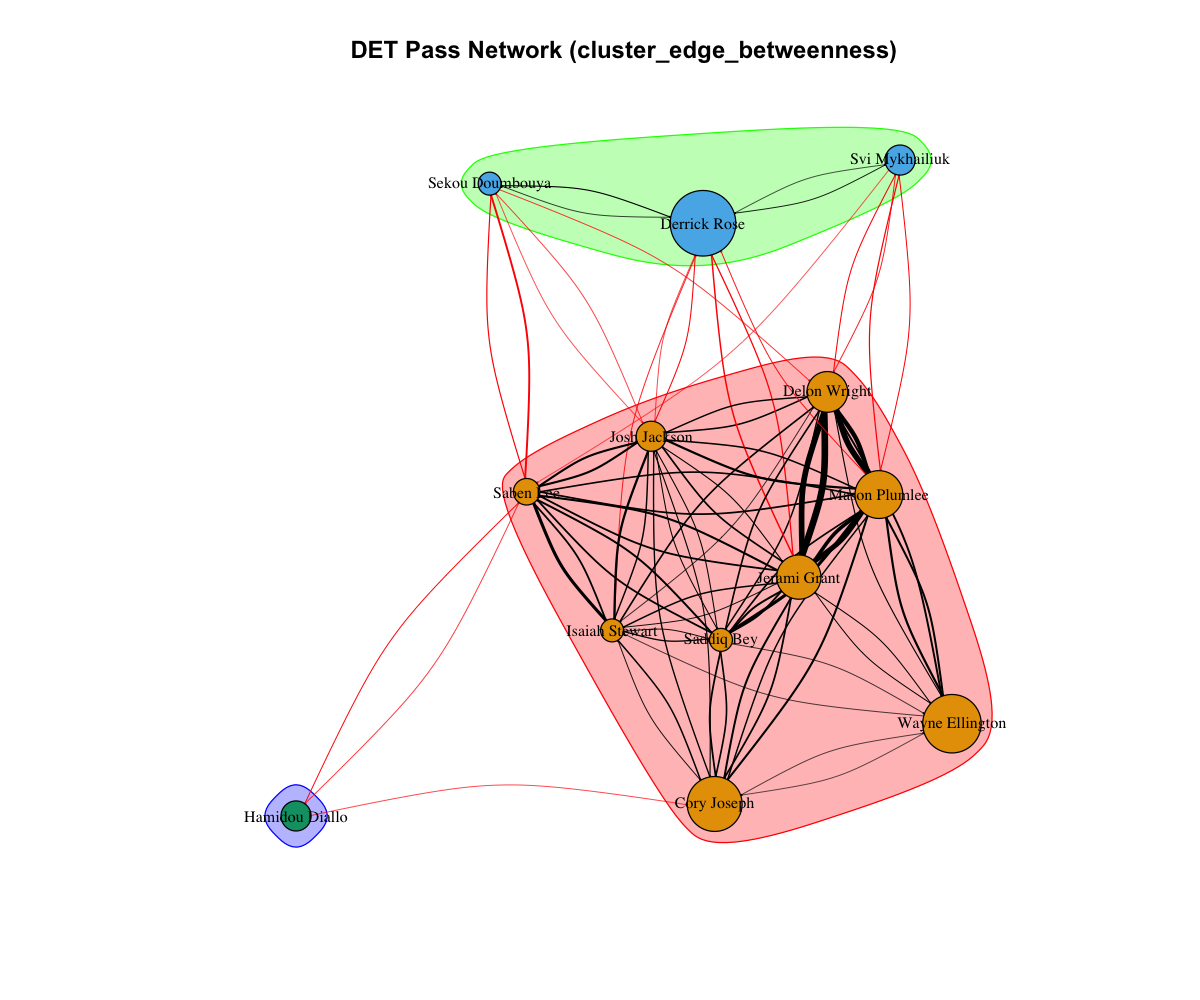 DET Pass Network (cluster_edge_betweenness)
Svi Mykhailiuk
Sekou Doumbouya
Derrick Rose
Delon Wright
Josh Jackson
Saben Lee
Mason Plumlee
Jerami Grant
Isaiah Stewart
Saddiq Bey
Wayne Ellington
Cory Joseph
Hamidou Diallo